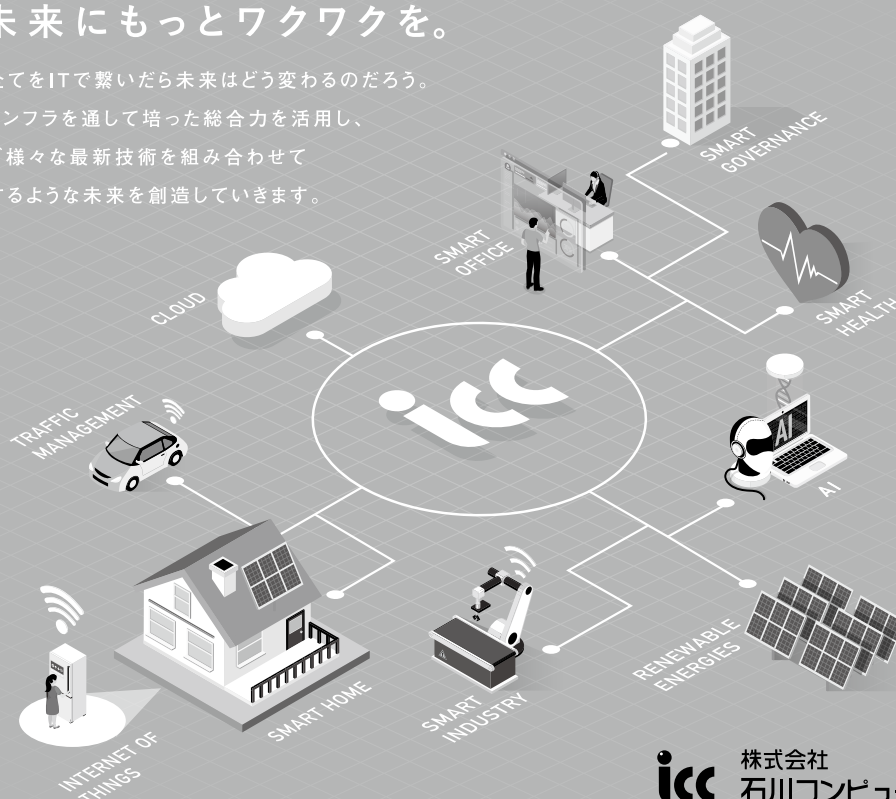 未来にもっとワクワクを。
たてをITで繋いだら未来はどう変わるのだろう。
ンフラを通して培った総合力を活用し、
様々な最新技術を組み合わせて
するような未来を創造していきます。
SMART
GOVERNANCE
SMART
OFFICE
SMART
HEALTH
CLOUD
icc
TRAFFIC
MANAGEMENT
AI
AI
RENEWABLE
ENERGIES
SMART HOME
SMART
INDUSTRY
INTERNET OF
THINGS
icc
株式会社
石川コンピュ